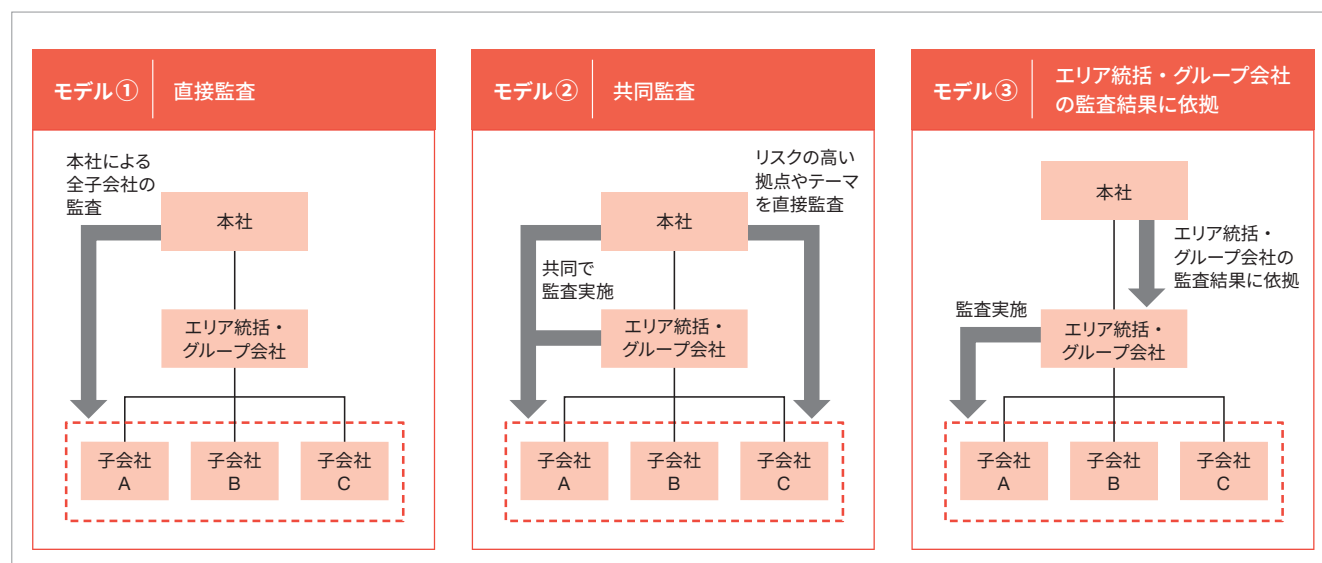 モデル①
直接監査
本社による
全子会社の
監査
本社
エリア統括・
グループ会社
子会社
A
子会社
B
子会社
C
モデル②
共同監査
リスクの高い
拠点やテーマ
を直接監査
本社
共同で
監査実施
エリア統括・
グループ会社
子会社
A
子会社
B
子会社
C
モデル③
エリア統括・グループ会社
の監査結果に依拠
本社
エリア統括・
グループ会社の
監査結果に依拠
監査実施
エリア統括・
グループ会社
子会社
A
子会社
B
子会社
C